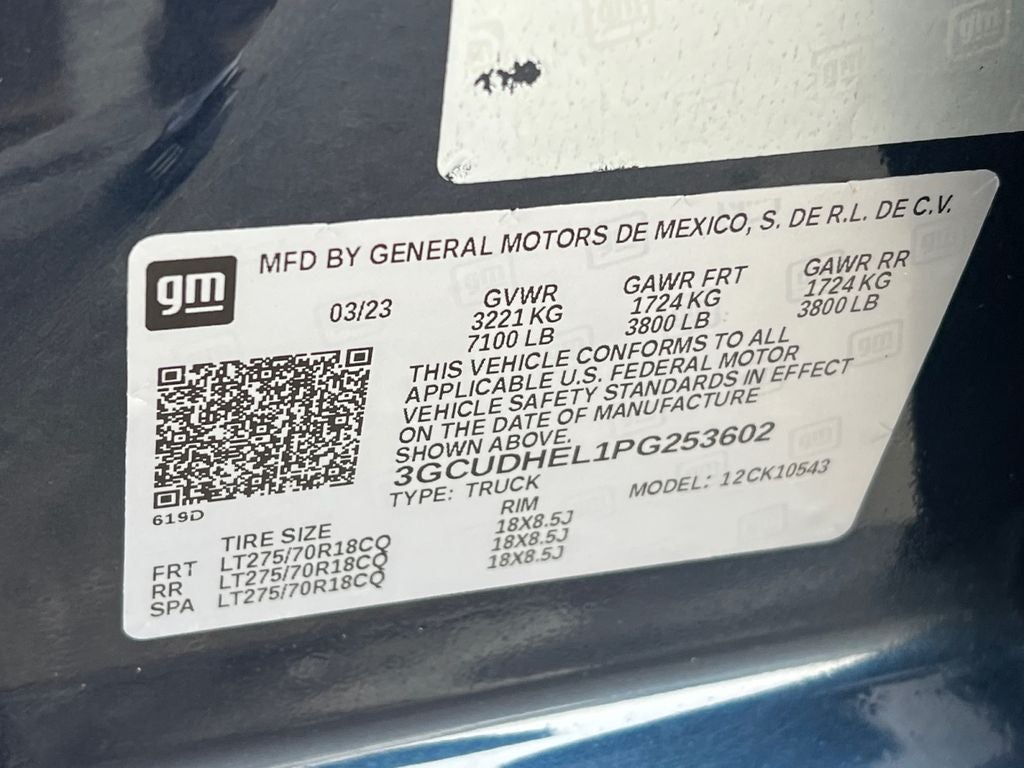 gm
MFD BY GENERAL MOTORS DE MEXICO, S. DE R.L. DE C.V.
03/23
GVWR
3221 KG
7100 LB
GAWR FRT
1724 KG
3800 LB
GAWR RR
1724 KG
3800 LB
THIS VEHICLE CONFORMS TO ALL
APPLICABLE U.S. FEDERAL MOTOR
VEHICLE SAFETY STANDARDS IN EFFECT
ON THE DATE OF MANUFACTURE
SHOWN ABOVE.
3GCUDHEL1PG253602
TYPE: TRUCK
MODEL: 12CK10543
619D
TIRE SIZE
RIM
FRT LT275/70R18CQ 18X8.5J
RR LT275/70R18CQ 18X8.5J
SPA LT275/70R18CQ 18X8.5J